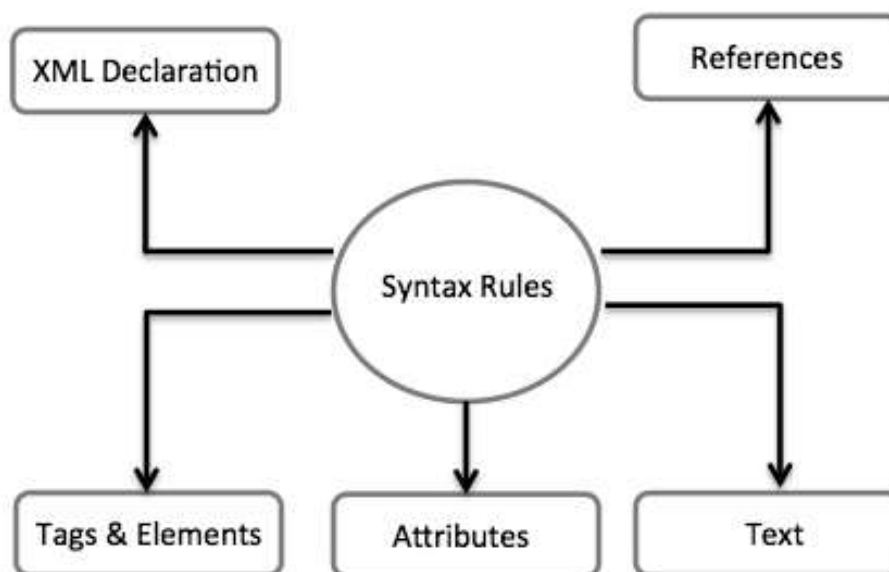 XML Declaration
References
Syntax Rules
Tags & Elements
Attributes
Text